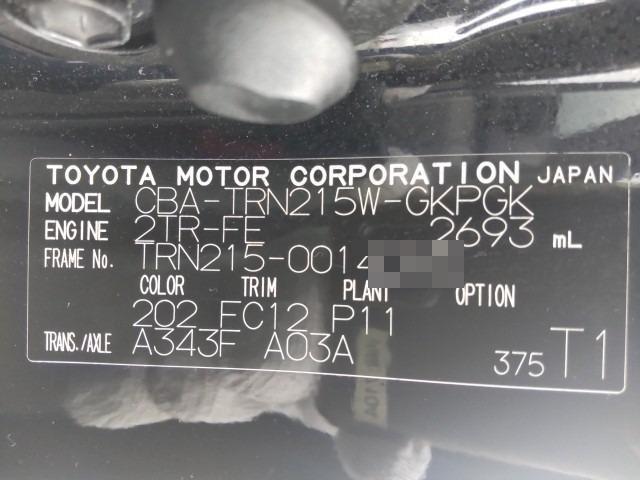 TOYOTA MOTOR CORPORATION JAPAN
MODEL CBA-TRN215W-GKPGK
ENGINE 2TR-FE 2693 mL
FRAME No. TRN215-0014
COLOR TRIM PLANT OPTION
202 FC12 P11
TRANS./AXLE A343F A03A 375 T1